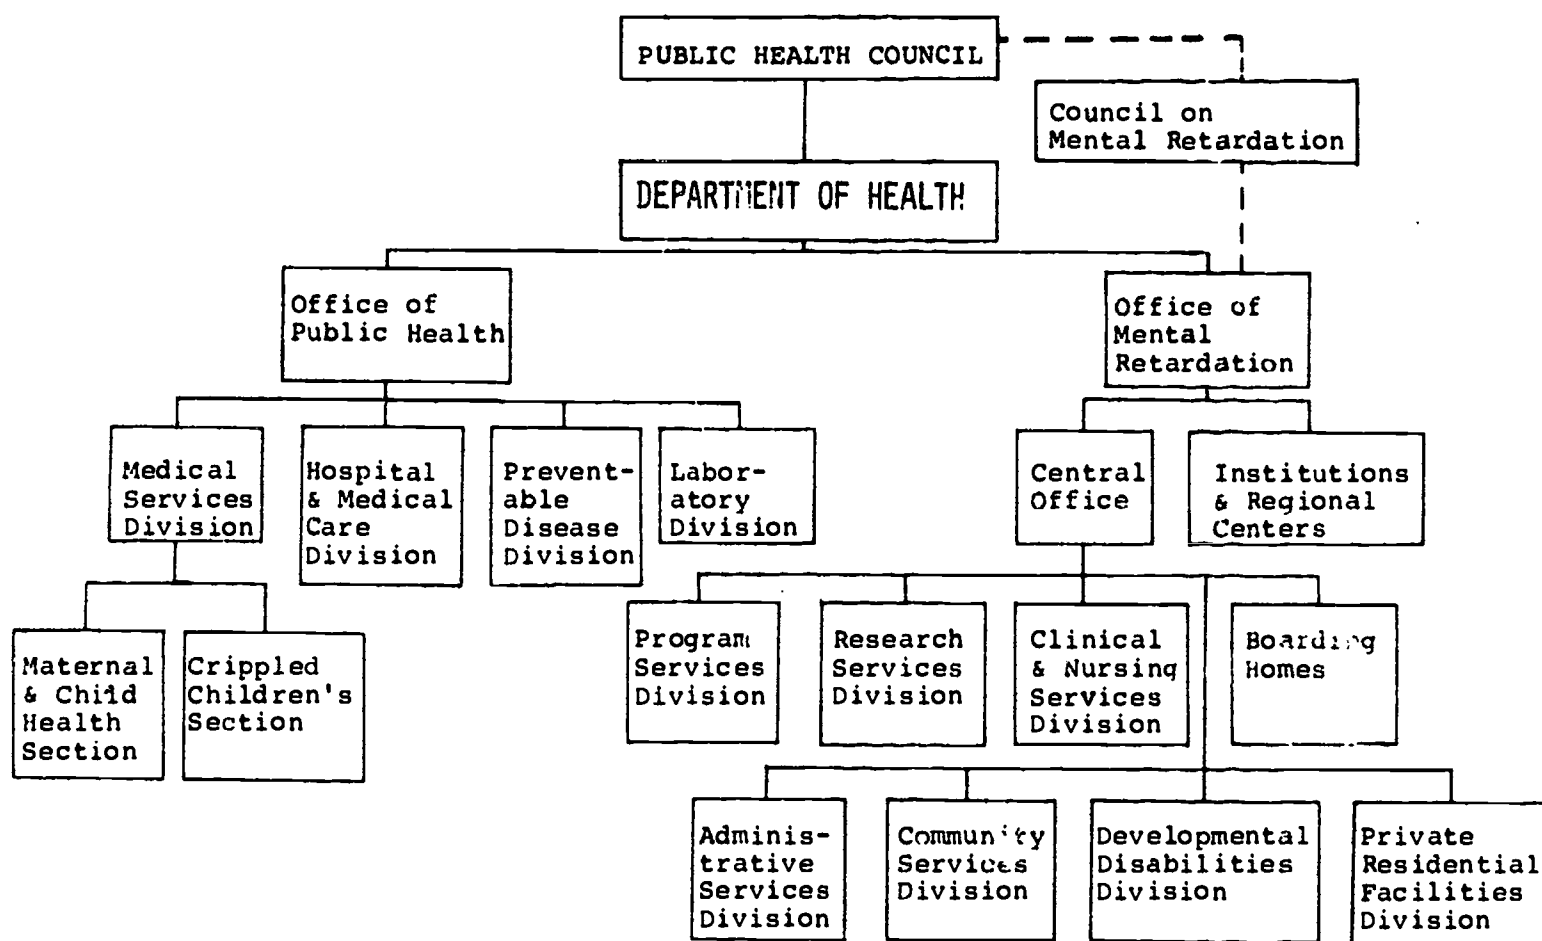 PUBLIC HEALTH COUNCIL
Council on
Mental Retardation
DEPARTMENT OF HEALTH
Office of
Public Health
Office of
Mental
Retardation
Medical
Services
Division
Hospital
& Medical
Care
Division
Prevent-
able
Disease
Division
Labor-
atory
Division
Central
Office
Institutions
& Regional
Centers
Maternal
& Child
Health
Section
Crippled
Children's
Section
Program
Services
Division
Research
Services
Division
Clinical
& Nursing
Services
Division
Boarding
Homes
Adminis-
trative
Services
Division
Community
Services
Division
Developmental
Disabilities
Division
Private
Residential
Facilities
Division